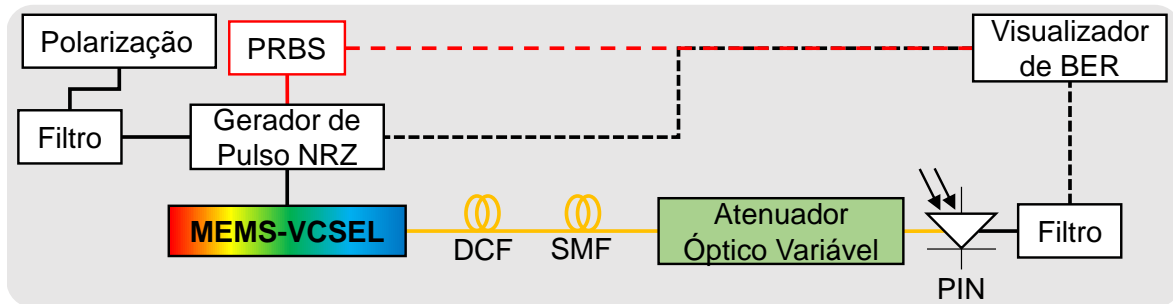 Polarização
PRBS
Visualizador
de BER
Filtro
Gerador de
Pulso NRZ
MEMS-VCSEL
DCF
SMF
Atenuador
Óptico Variável
PIN
Filtro